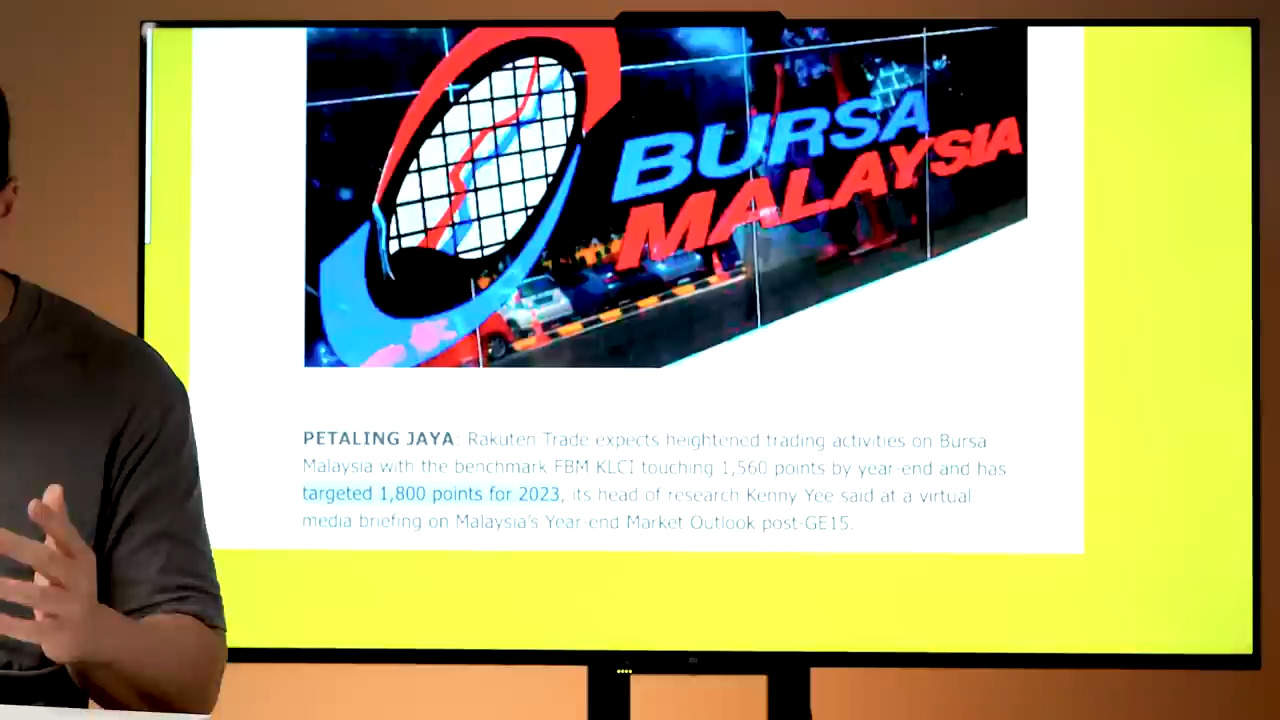 BURSA
MALAYSIA
PETALING JAYA: Rakuten Trade expects heightened trading activities on Bursa
Malaysia with the benchmark FBM KLCI touching 1,560 points by year-end and has
targeted 1,800 points for 2023, its head of research Kenny Yee said at a virtual
media briefing on Malaysia's Year-end Market Outlook post-GE15.